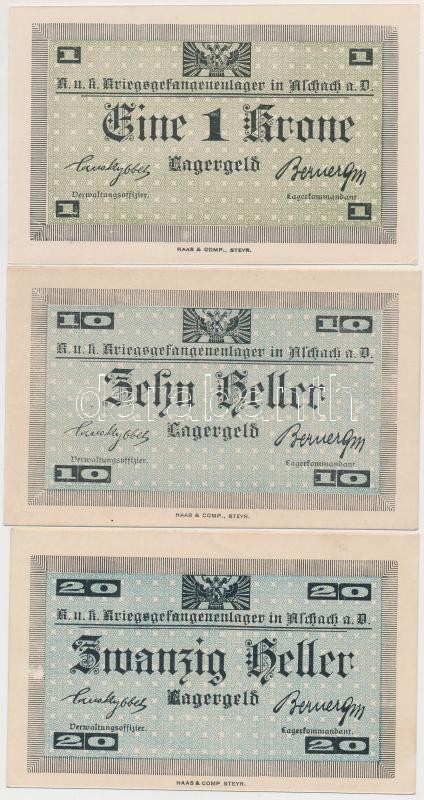 1 1
K. u. k. Kriegsgefangenenlager in Aschach a. D.
Eine 1 Krone
Lagergeld
Verwaltungsoffizier. Lagerkommandant
1 1
HAAS & COMP., STEYR.
10 10
K. u. k. Kriegsgefangenenlager in Aschach a. D.
Zehn Heller
darabanth
Lagergeld
Verwaltungsoffizier. Lagerkommandant
10 10
HAAS & COMP., STEYR.
20 20
K. u. k. Kriegsgefangenenlager in Aschach a. D.
Zwanzig Heller
Lagergeld
Verwaltungsoffizier. Lagerkommandant.
20 20
HAAS & COMP STEYR.